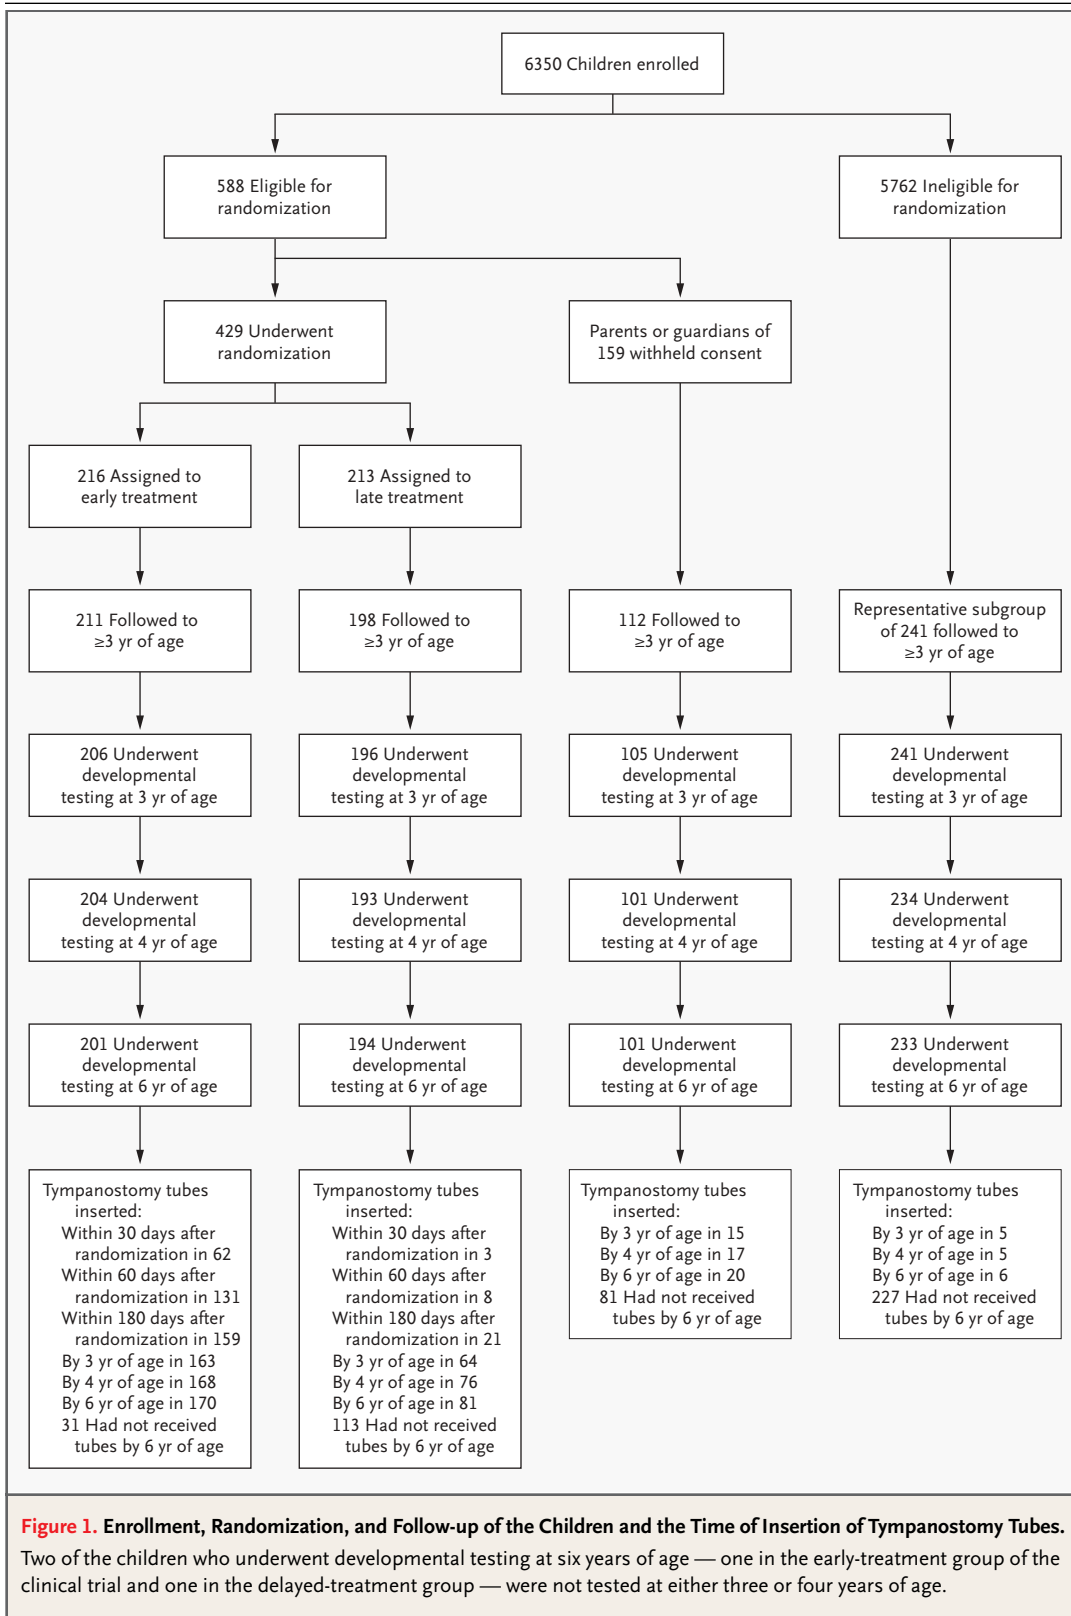 6350 Children enrolled
588 Eligible for
randomization
5762 Ineligible for
randomization
429 Underwent
randomization
Parents or guardians of
159 withheld consent
216 Assigned to
early treatment
213 Assigned to
late treatment
211 Followed to
≥3 yr of age
198 Followed to
≥3 yr of age
112 Followed to
≥3 yr of age
Representative subgroup
of 241 followed to
≥3 yr of age
206 Underwent
developmental
testing at 3 yr of age
196 Underwent
developmental
testing at 3 yr of age
105 Underwent
developmental
testing at 3 yr of age
241 Underwent
developmental
testing at 3 yr of age
204 Underwent
developmental
testing at 4 yr of age
193 Underwent
developmental
testing at 4 yr of age
101 Underwent
developmental
testing at 4 yr of age
234 Underwent
developmental
testing at 4 yr of age
201 Underwent
developmental
testing at 6 yr of age
194 Underwent
developmental
testing at 6 yr of age
101 Underwent
developmental
testing at 6 yr of age
233 Underwent
developmental
testing at 6 yr of age
Tympanostomy tubes
inserted:
Within 30 days after
randomization in 62
Within 60 days after
randomization in 131
Within 180 days after
randomization in 159
By 3 yr of age in 163
By 4 yr of age in 168
By 6 yr of age in 170
31 Had not received
tubes by 6 yr of age
Tympanostomy tubes
inserted:
Within 30 days after
randomization in 3
Within 60 days after
randomization in 8
Within 180 days after
randomization in 21
By 3 yr of age in 64
By 4 yr of age in 76
By 6 yr of age in 81
113 Had not received
tubes by 6 yr of age
Tympanostomy tubes
inserted:
By 3 yr of age in 15
By 4 yr of age in 17
By 6 yr of age in 20
81 Had not received
tubes by 6 yr of age
Tympanostomy tubes
inserted:
By 3 yr of age in 5
By 4 yr of age in 5
By 6 yr of age in 6
227 Had not received
tubes by 6 yr of age
Figure 1. Enrollment, Randomization, and Follow-up of the Children and the Time of Insertion of Tympanostomy Tubes.
Two of the children who underwent developmental testing at six years of age — one in the early-treatment group of the
clinical trial and one in the delayed-treatment group — were not tested at either three or four years of age.